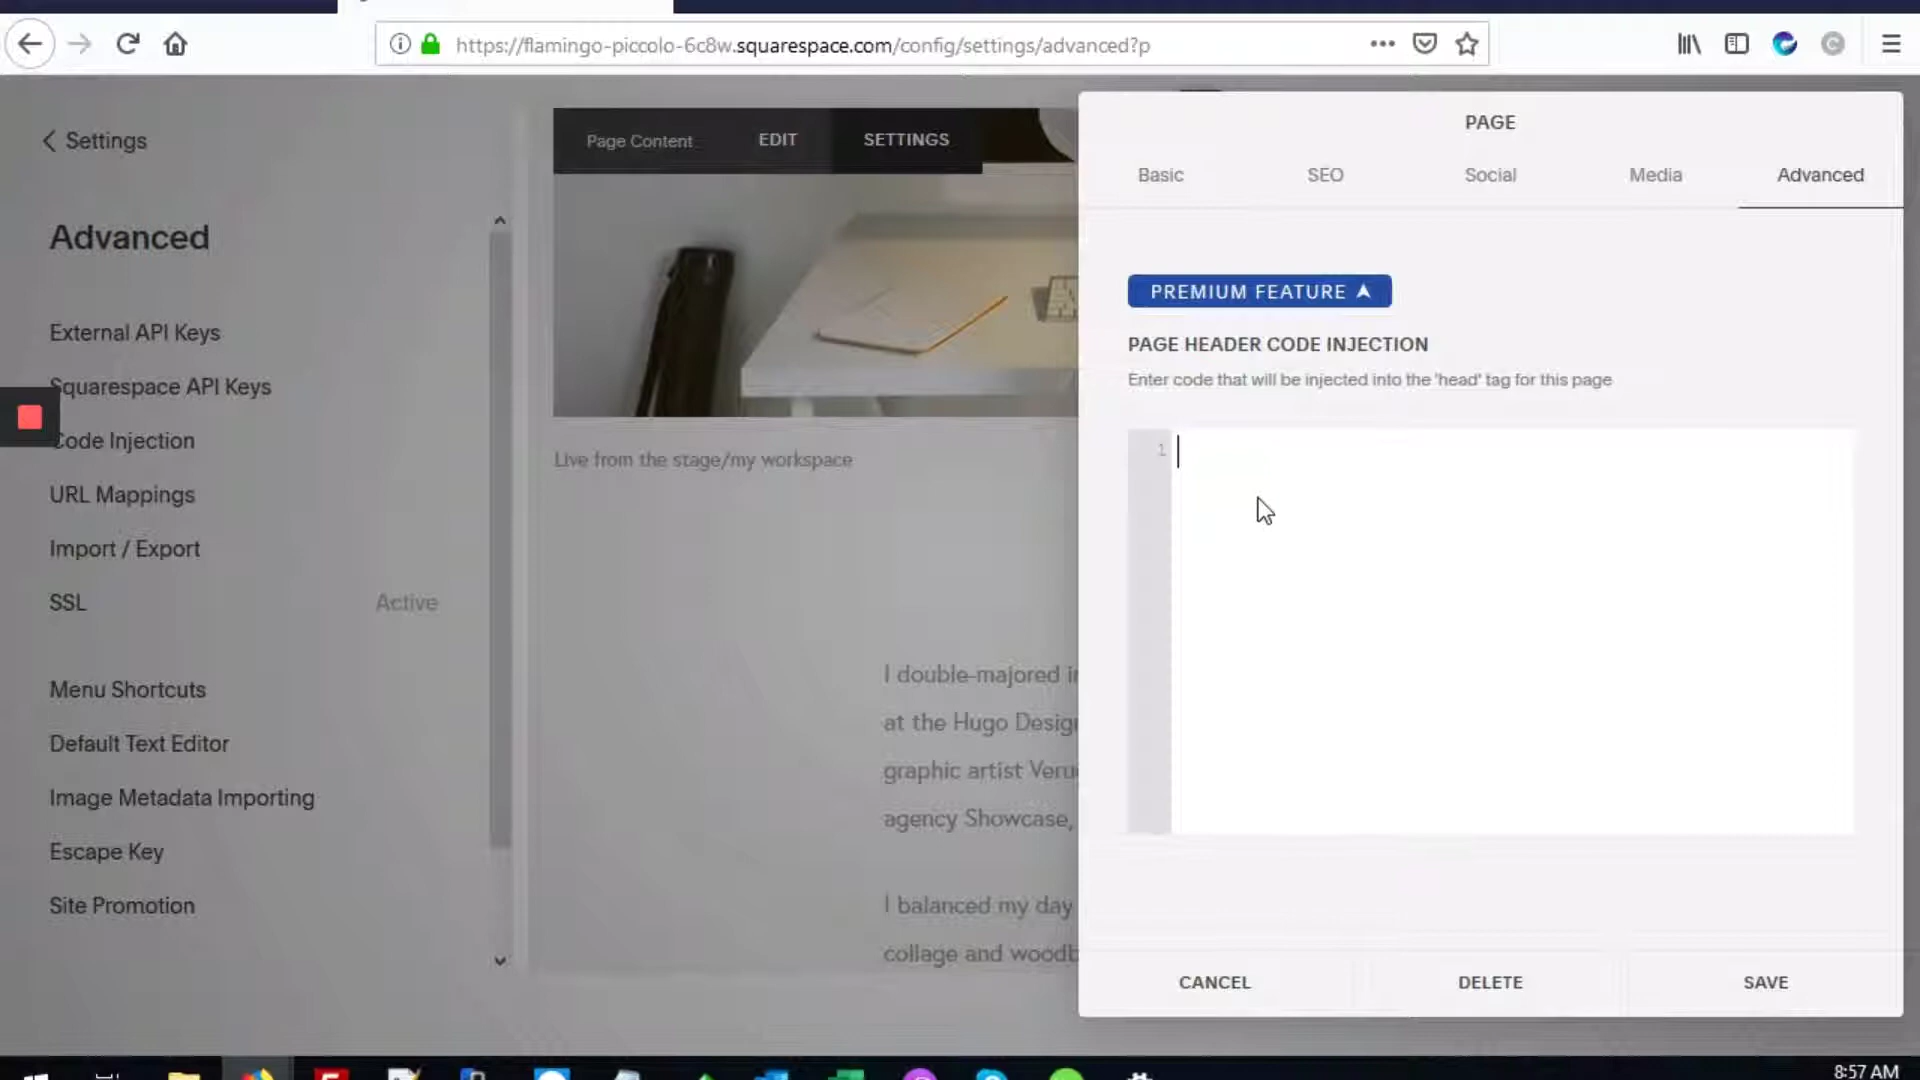 https://flamingo-piccolo-6c8w.squarespace.com/config/settings/advanced?p
Settings
Advanced
External API Keys
Squarespace API Keys
Code Injection
URL Mappings
Import / Export
SSL Active
Menu Shortcuts
Default Text Editor
Image Metadata Importing
Escape Key
Site Promotion
Page Content EDIT SETTINGS
Live from the stage/my workspace
I double-majored
at the Hugo
graphic artist
agency Showcase,
I balanced my day
collage and
PAGE
Basic SEO Social Media Advanced
PREMIUM FEATURE
PAGE HEADER CODE INJECTION
Enter code that will be injected into the 'head' tag for this page
1
CANCEL DELETE SAVE
8:57 AM